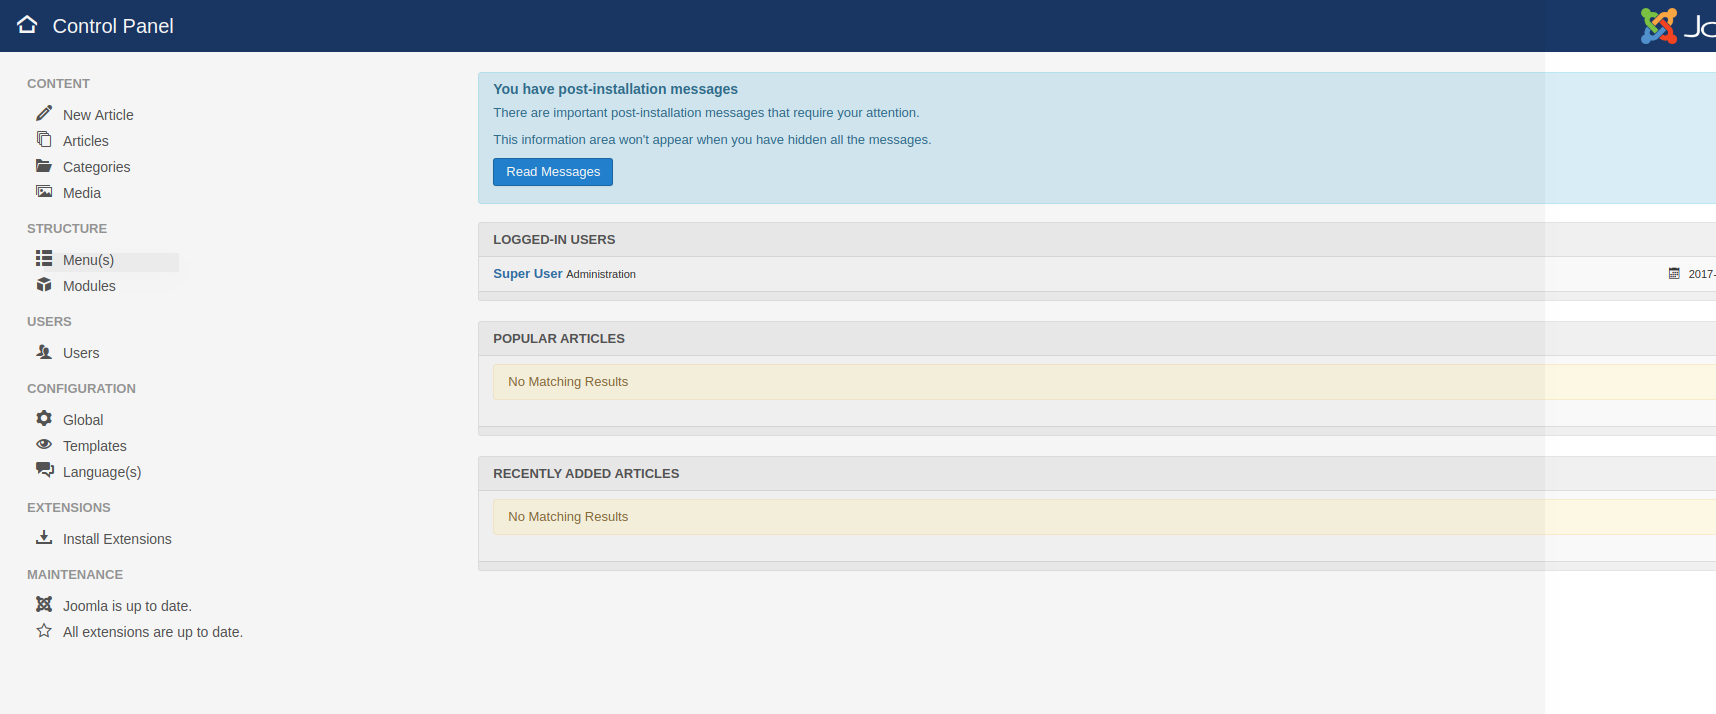 Control Panel
Jo
CONTENT
New Article
Articles
Categories
Media
STRUCTURE
Menu(s)
Modules
USERS
Users
CONFIGURATION
Global
Templates
Language(s)
EXTENSIONS
Install Extensions
MAINTENANCE
Joomla is up to date.
All extensions are up to date.
You have post-installation messages
There are important post-installation messages that require your attention.
This information area won't appear when you have hidden all the messages.
Read Messages
LOGGED-IN USERS
Super User Administration 2017-
POPULAR ARTICLES
No Matching Results
RECENTLY ADDED ARTICLES
No Matching Results